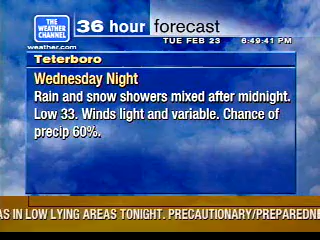 THE
WEATHER
CHANNEL
36 hour forecast
weather.com
TUE FEB 23 6:49:41 PM
Teterboro
Wednesday Night
Rain and snow showers mixed after midnight.
Low 33. Winds light and variable. Chance of
precip 60%.
AS IN LOW LYING AREAS TONIGHT. PRECAUTIONARY/PREPAREDNE